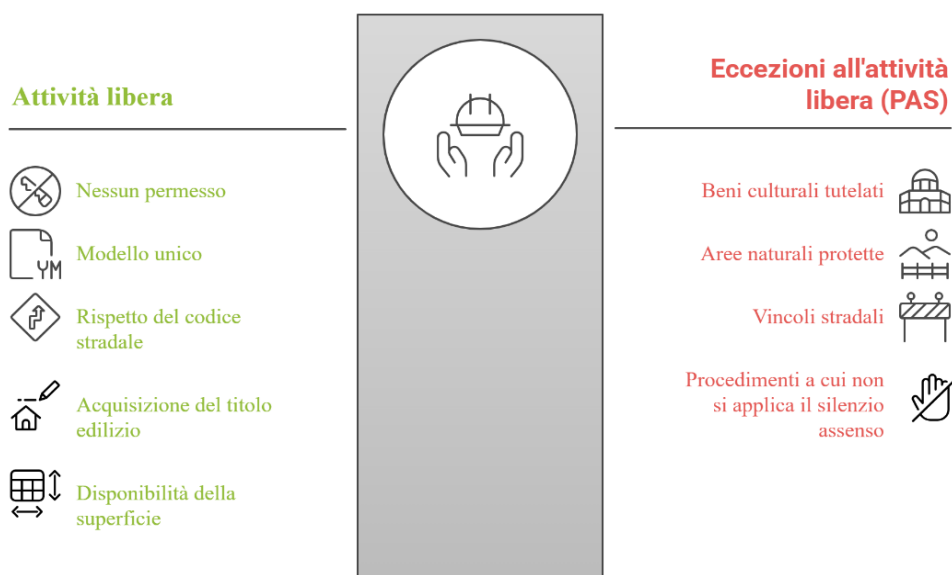 Attività libera
Nessun permesso
Modello unico
YM
Rispetto del codice
stradale
Acquisizione del titolo
edilizio
Disponibilità della
superficie
Eccezioni all'attività
libera (PAS)
Beni culturali tutelati
Aree naturali protette
Vincoli stradali
Procedimenti a cui non
si applica il silenzio
assenso